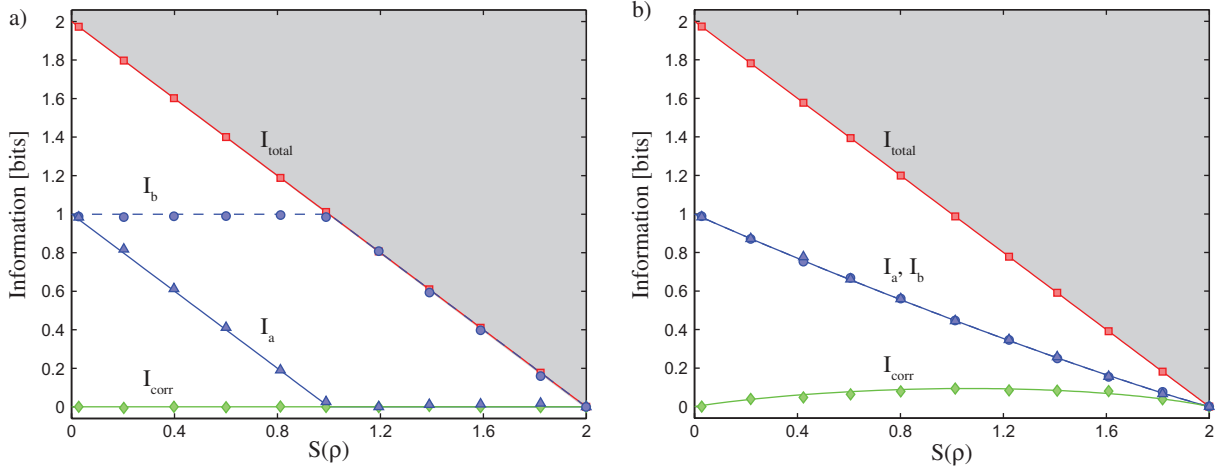 a)
2
1.8
1.6
1.4
1.2
1
0.8
0.6
0.4
0.2
0
Information [bits]
I_total
I_b
I_a
I_corr
0 0.4 0.8 1.2 1.6 2
S(ρ)
b)
2
1.8
1.6
1.4
1.2
1
0.8
0.6
0.4
0.2
0
Information [bits]
I_total
I_a, I_b
I_corr
0 0.4 0.8 1.2 1.6 2
S(ρ)